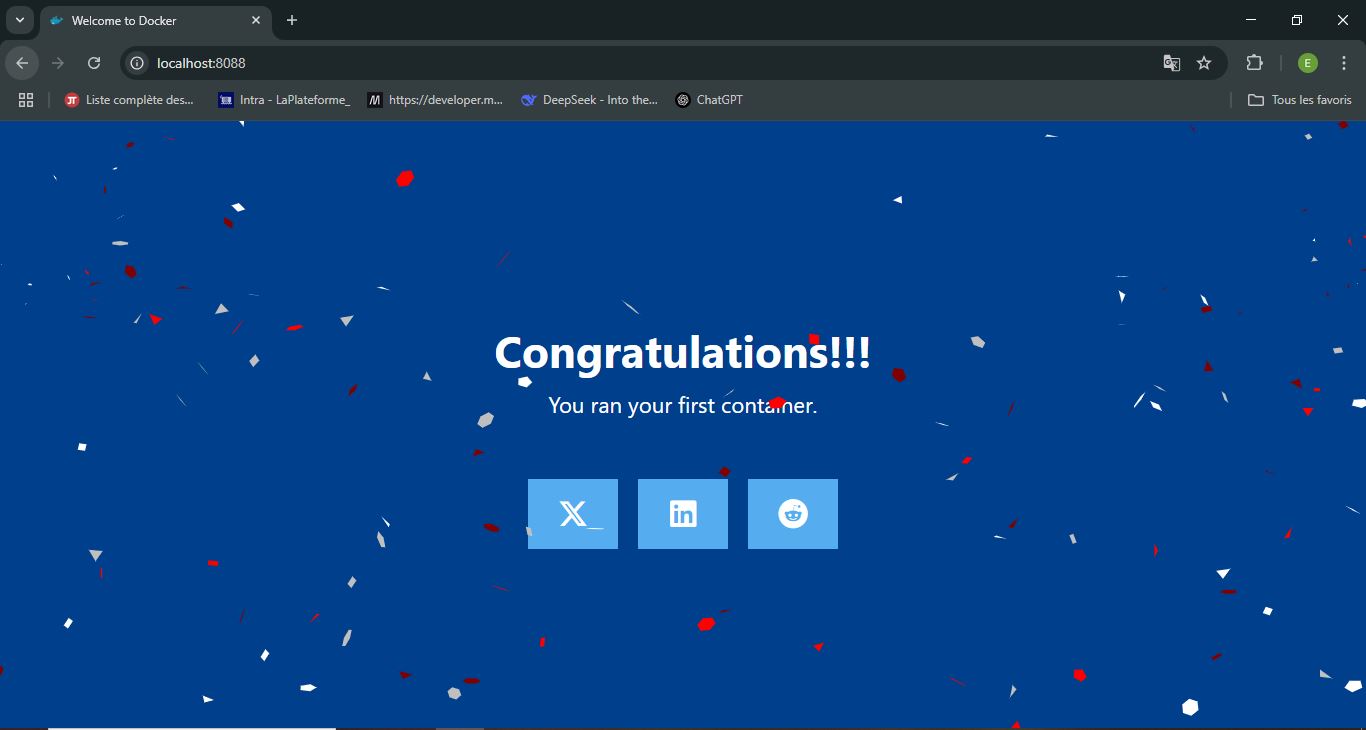 Welcome to Docker
localhost:8088
Liste complète des...
Intra - LaPlateforme_
https://developer.m...
DeepSeek - Into the...
ChatGPT
Tous les favoris
E
Congratulations!!!
You ran your first container.